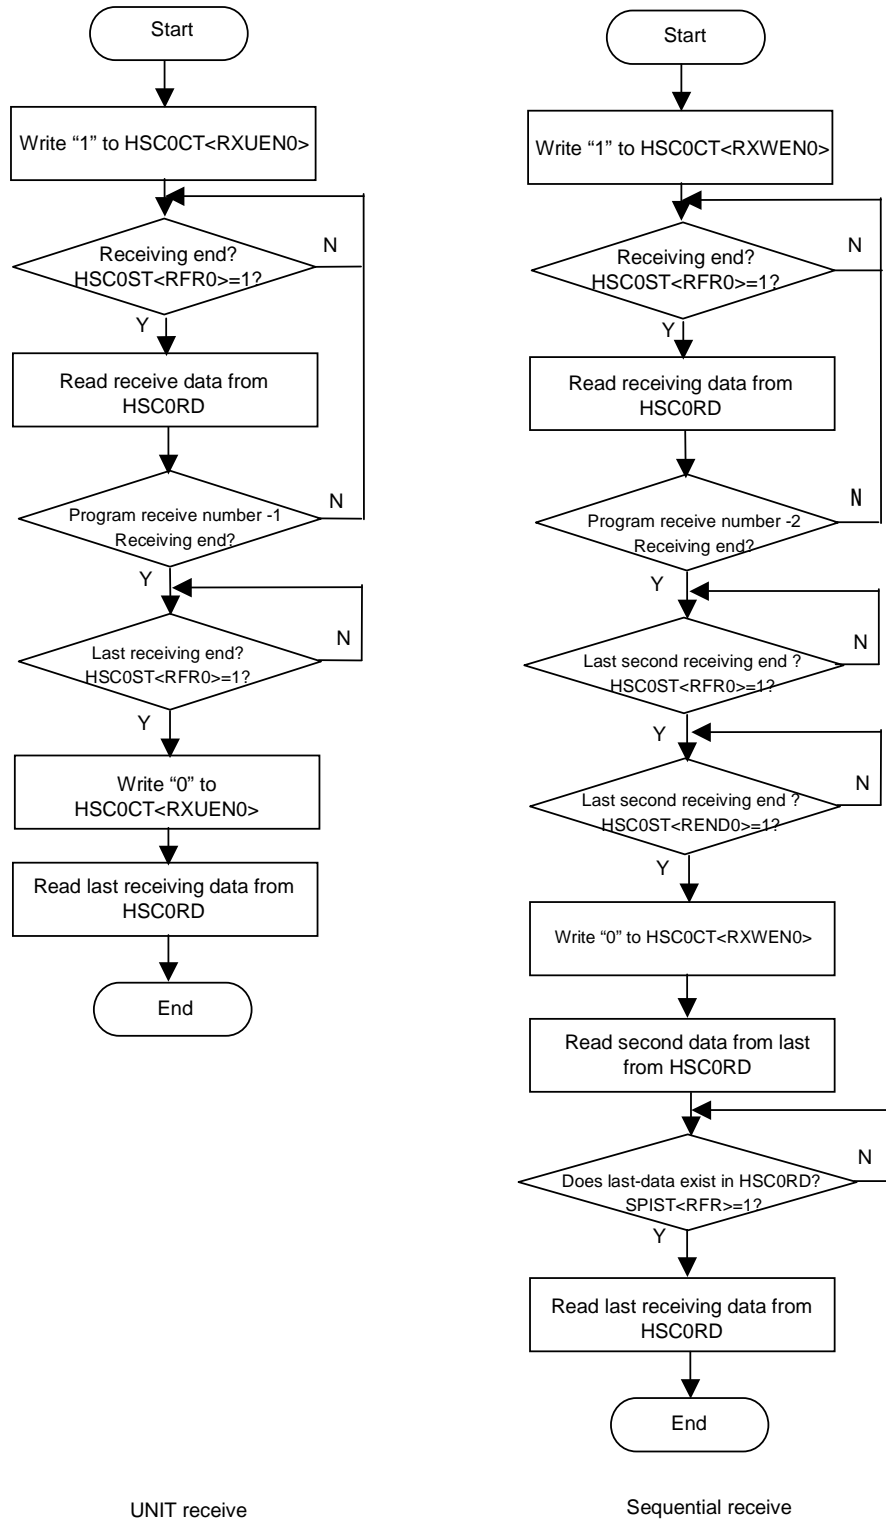 Start
Write “1” to HSC0CT<RXUEN0>
Receiving end?
HSC0ST<RFR0>=1?
N
Y
Read receive data from
HSC0RD
Program receive number -1
Receiving end?
N
Y
Last receiving end?
HSC0ST<RFR0>=1?
N
Y
Write “0” to
HSC0CT<RXUEN0>
Read last receiving data from
HSC0RD
End
UNIT receive
Start
Write “1” to HSC0CT<RXWEN0>
Receiving end?
HSC0ST<RFR0>=1?
N
Y
Read receiving data from
HSC0RD
Program receive number -2
Receiving end?
N
Y
Last second receiving end ?
HSC0ST<RFR0>=1?
N
Y
Last second receiving end ?
HSC0ST<REND0>=1?
N
Y
Write “0” to HSC0CT<RXWEN0>
Read second data from last
from HSC0RD
Does last-data exist in HSC0RD?
SPIST<RFR>=1?
N
Y
Read last receiving data from
HSC0RD
End
Sequential receive